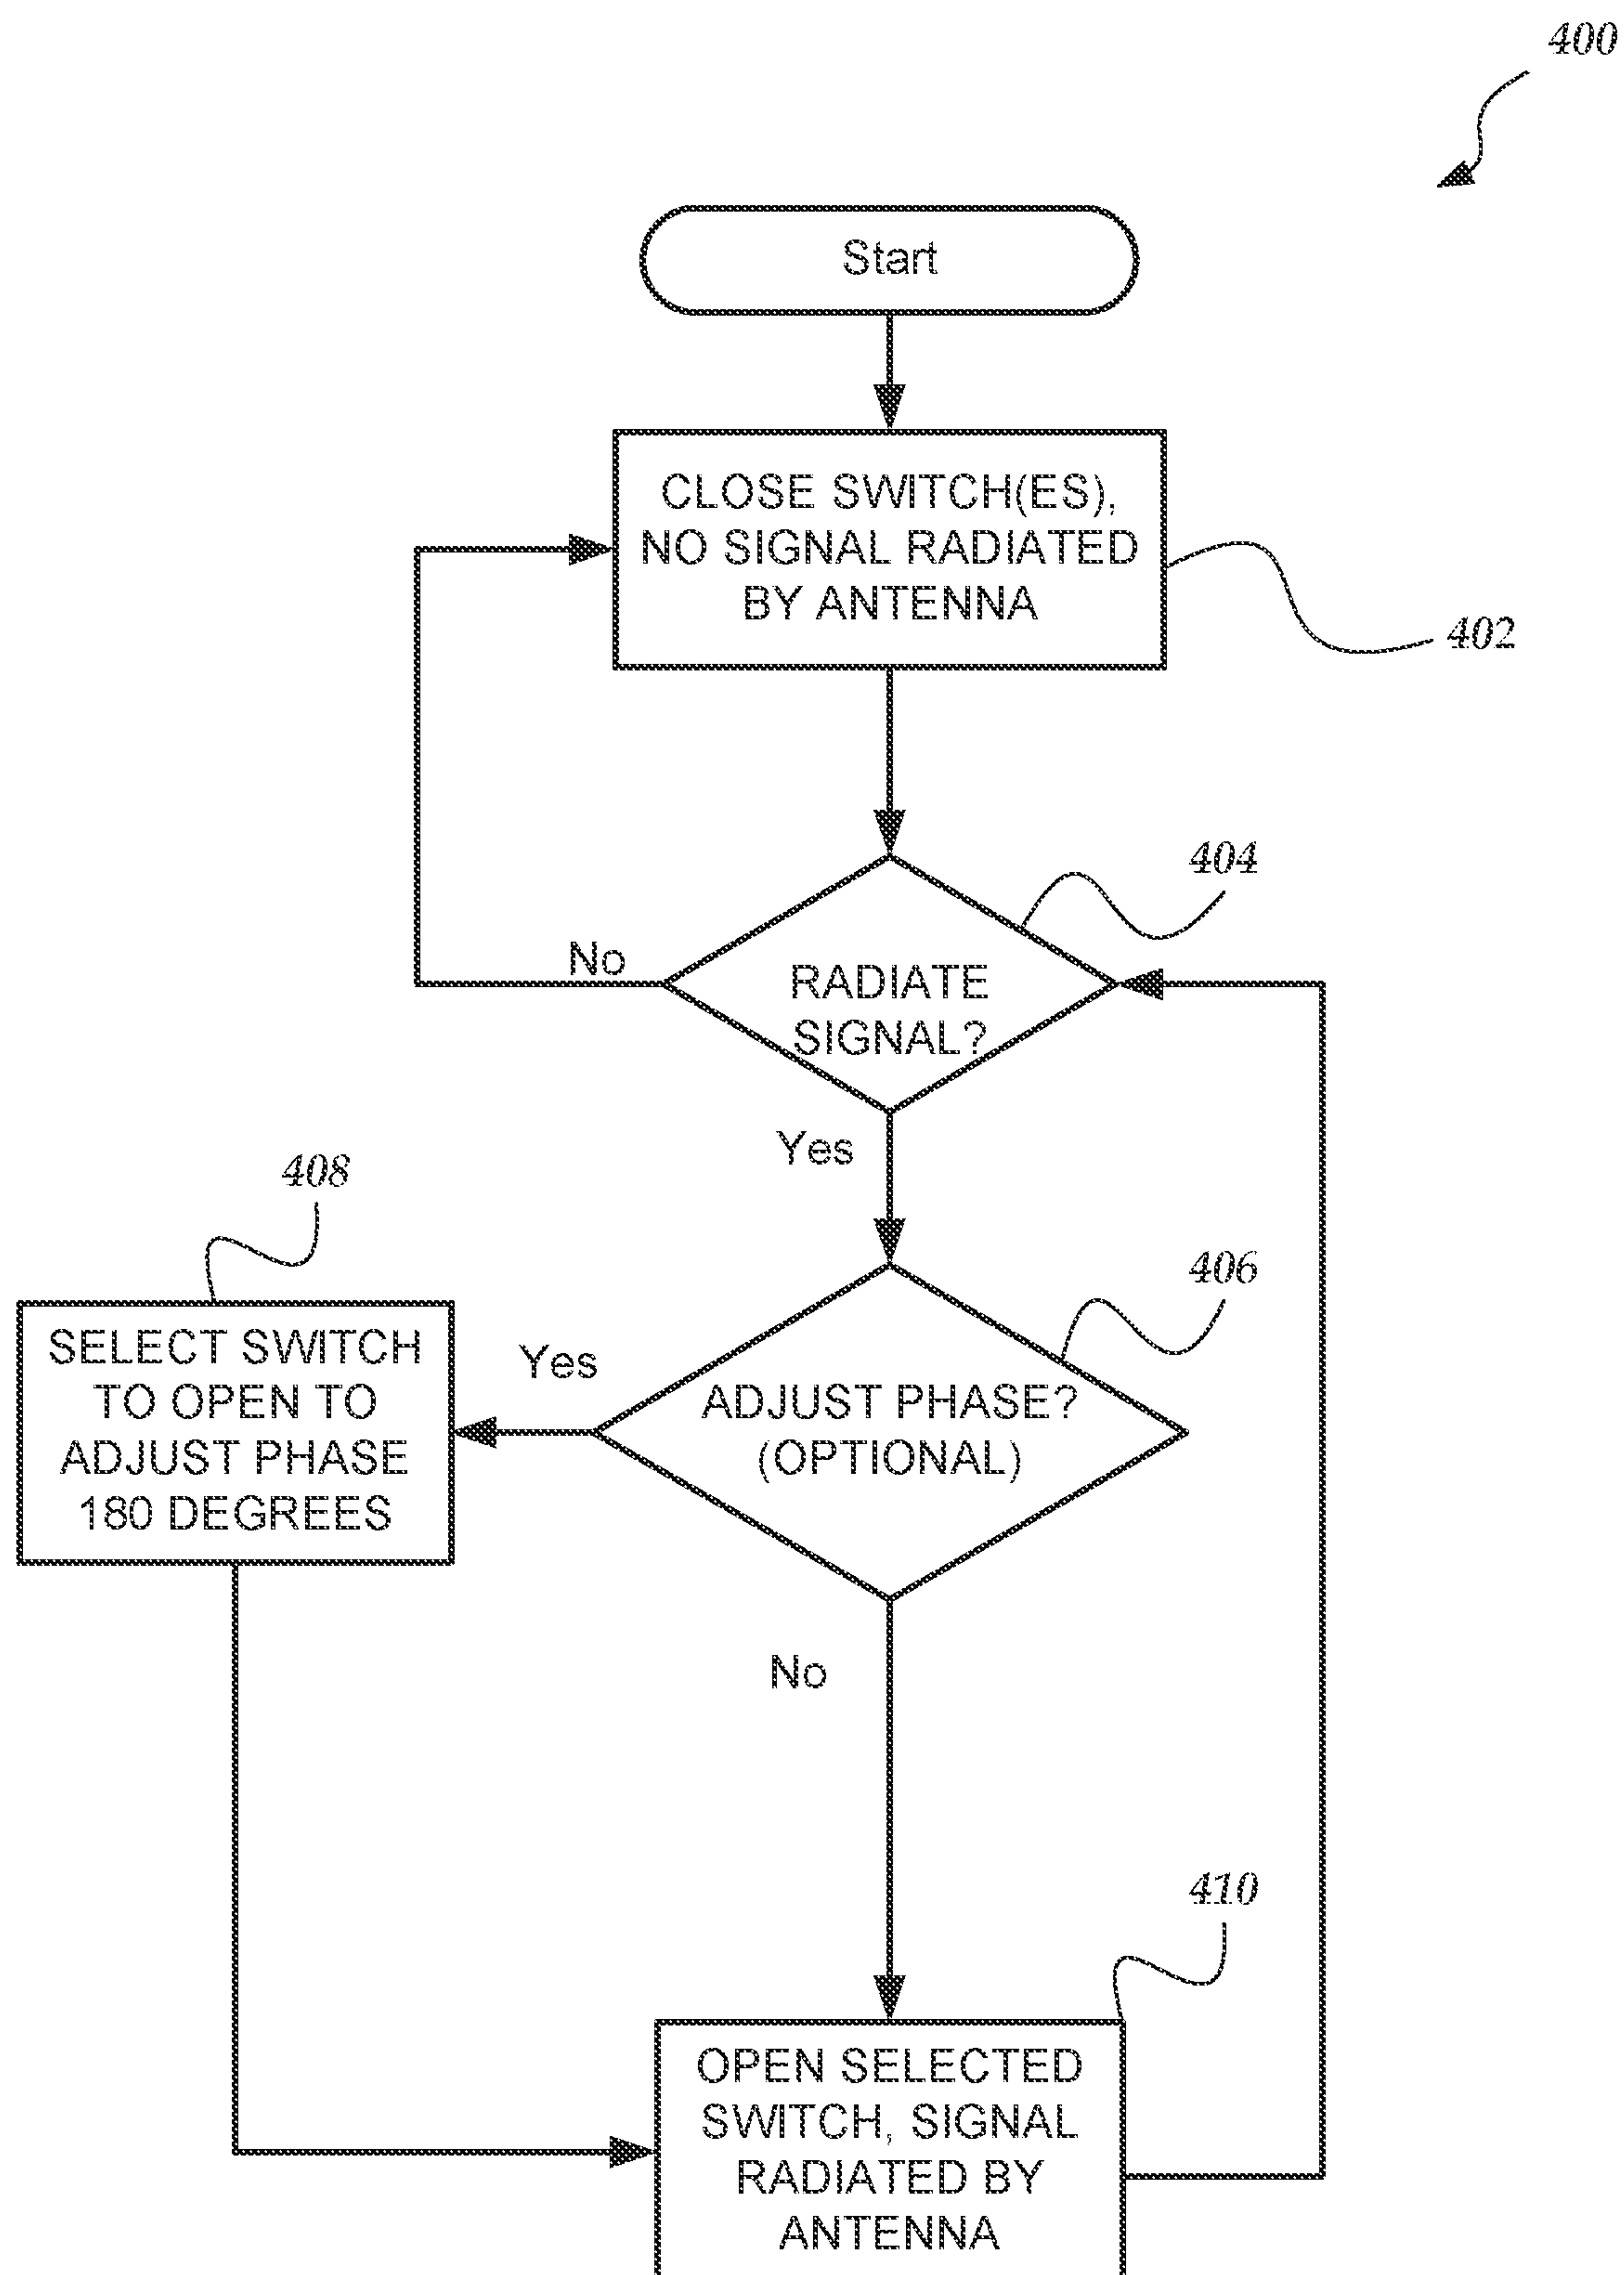 400
Start
CLOSE SWITCH(ES),
NO SIGNAL RADIATED
BY ANTENNA
402
404
No
RADIATE
SIGNAL?
Yes
408
406
SELECT SWITCH
TO OPEN TO
ADJUST PHASE
180 DEGREES
Yes
ADJUST PHASE?
(OPTIONAL)
No
410
OPEN SELECTED
SWITCH, SIGNAL
RADIATED BY
ANTENNA